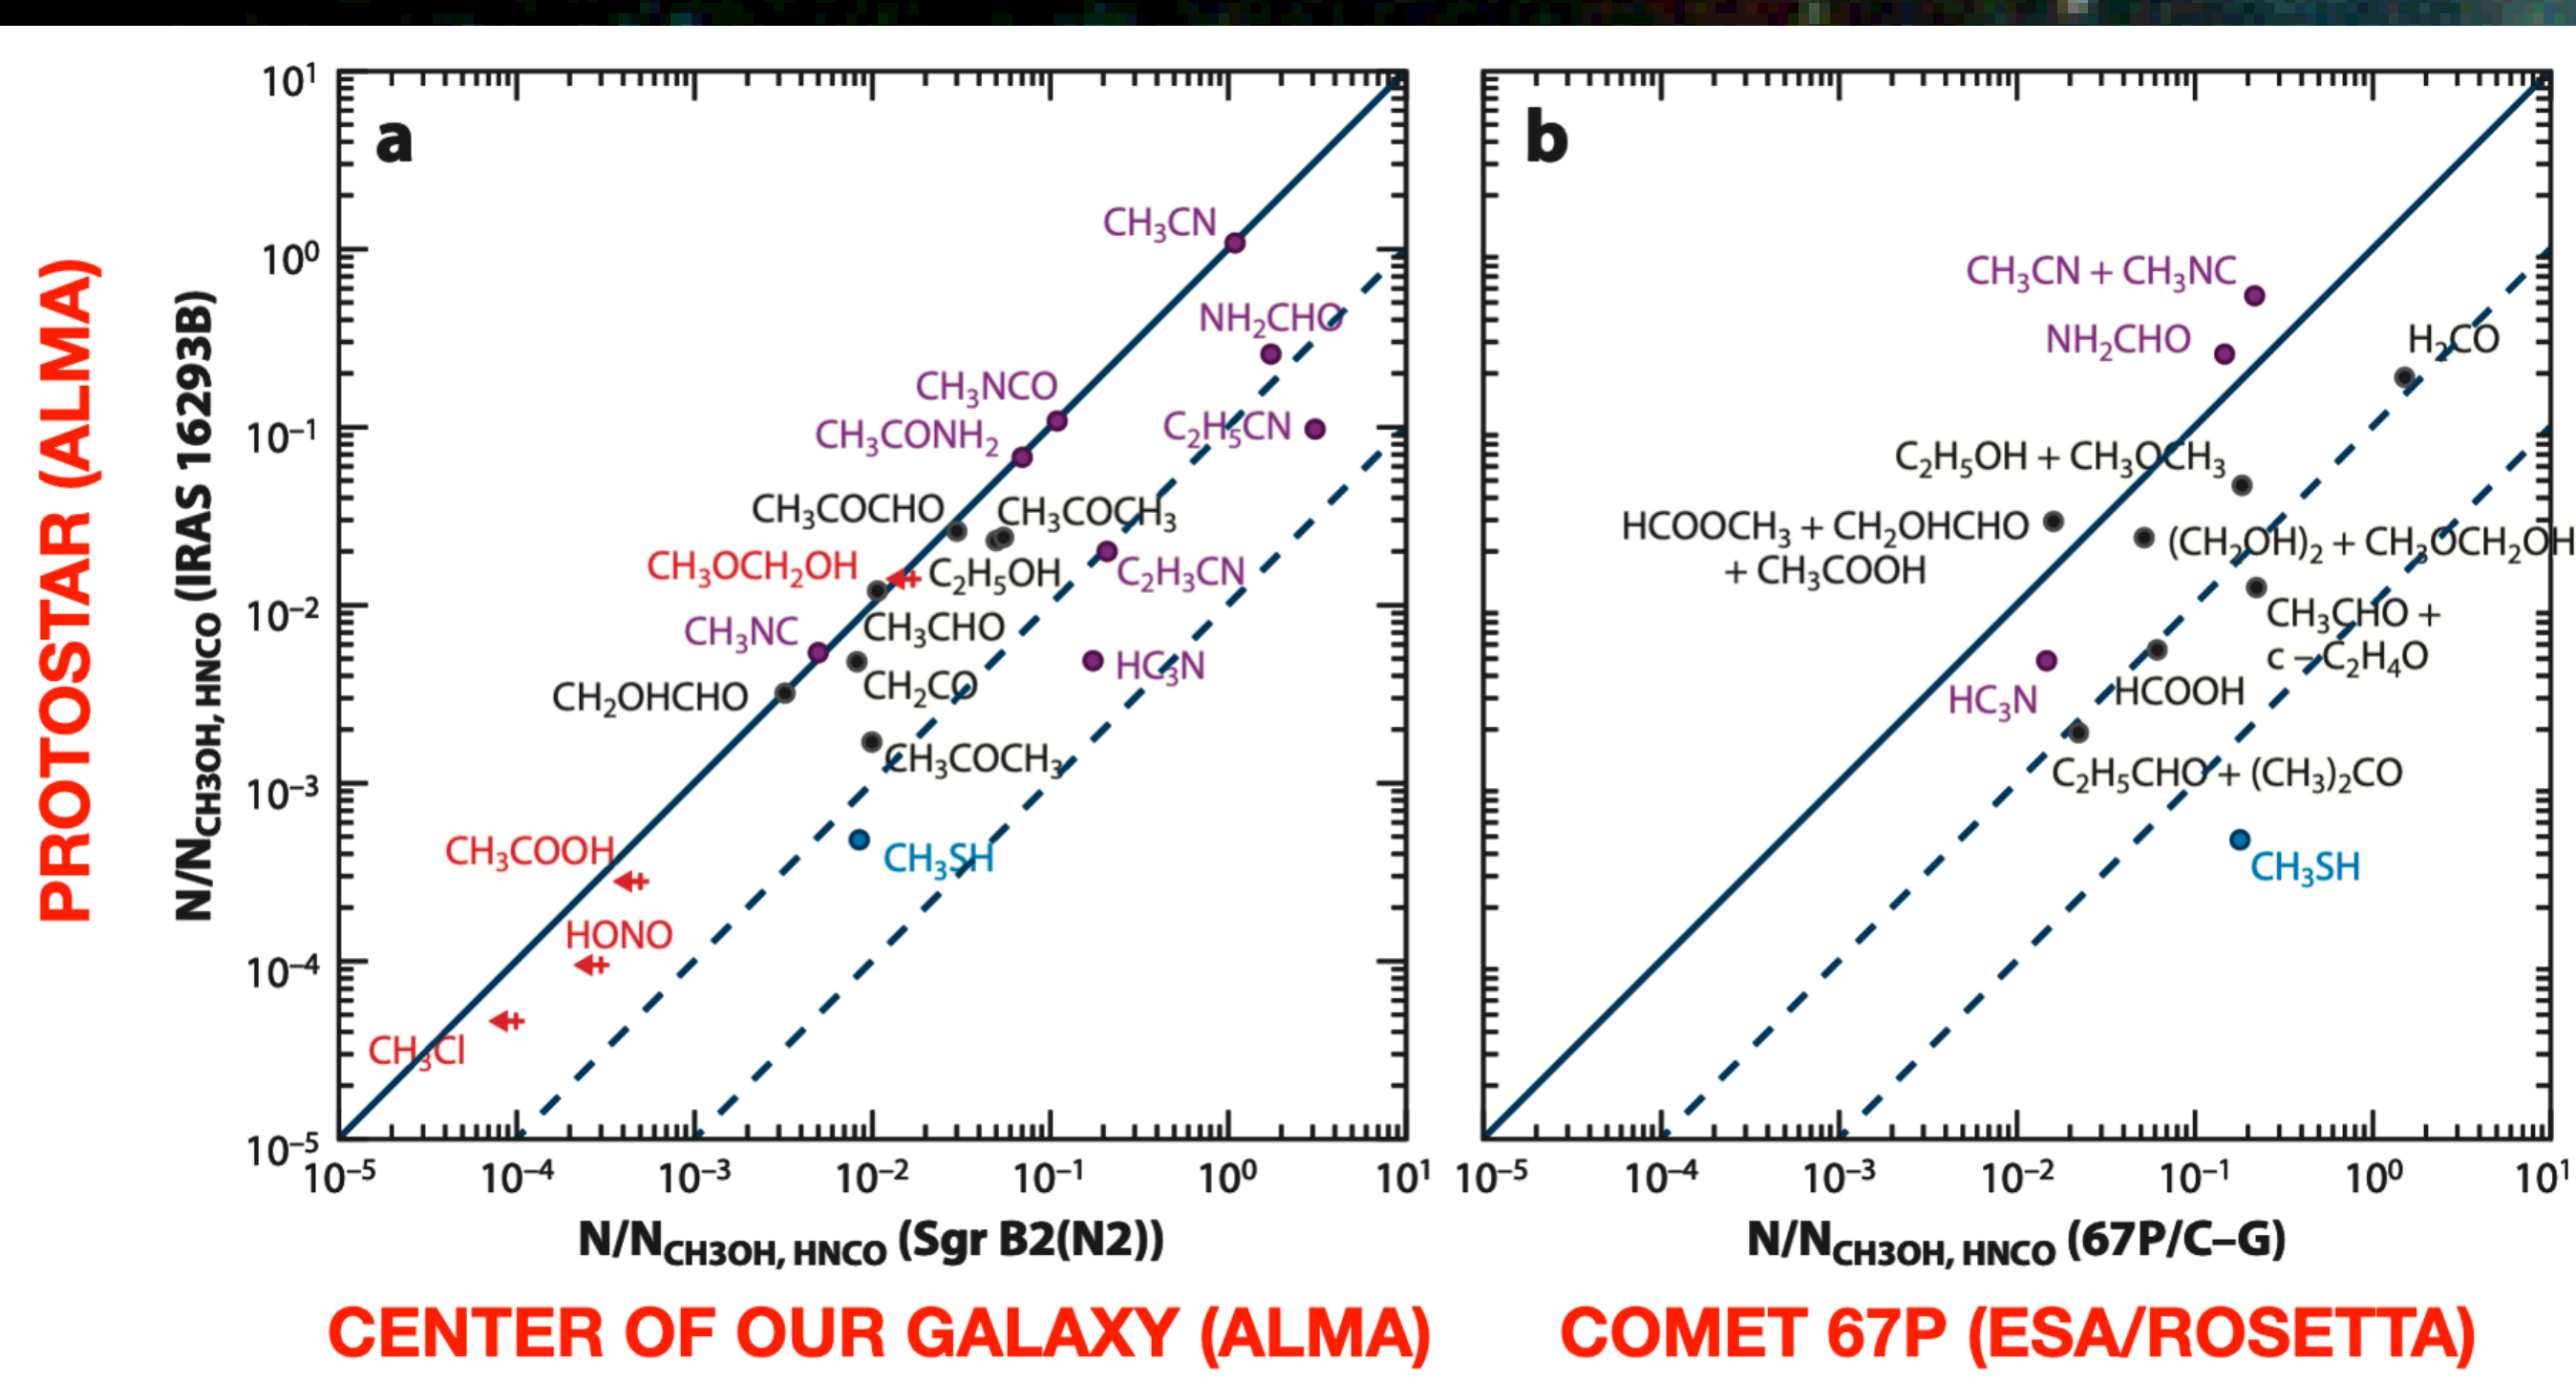 PROTOSTAR (ALMA)
N/N_CH3OH, HNCO (IRAS 16293B)
a
10¹
10⁰
10⁻¹
10⁻²
10⁻³
10⁻⁴
10⁻⁵
CH₃CN
NH₂CHO
CH₃NCO
C₂H₅CN
CH₃CONH₂
CH₃COCHO
CH₃COCH₃
CH₃OCH₂OH
C₂H₅OH
C₂H₃CN
CH₃NC
CH₃CHO
HC₃N
CH₂OHCHO
CH₂CO
CH₃COCH₃
CH₃COOH
CH₃SH
HONO
CH₃Cl
10⁻⁵ 10⁻⁴ 10⁻³ 10⁻² 10⁻¹ 10⁰ 10¹
N/N_CH3OH, HNCO (Sgr B2(N2))
CENTER OF OUR GALAXY (ALMA)
b
CH₃CN + CH₃NC
NH₂CHO
H₂CO
C₂H₅OH + CH₃OCH₃
HCOOCH₃ + CH₂OHCHO
+ CH₃COOH
(CH₂OH)₂ + CH₃OCH₂OH
CH₃CHO +
c – C₂H₄O
HC₃N
HCOOH
C₂H₅CHO + (CH₃)₂CO
CH₃SH
10⁻⁵ 10⁻⁴ 10⁻³ 10⁻² 10⁻¹ 10⁰ 10¹
N/N_CH3OH, HNCO (67P/C–G)
COMET 67P (ESA/ROSETTA)